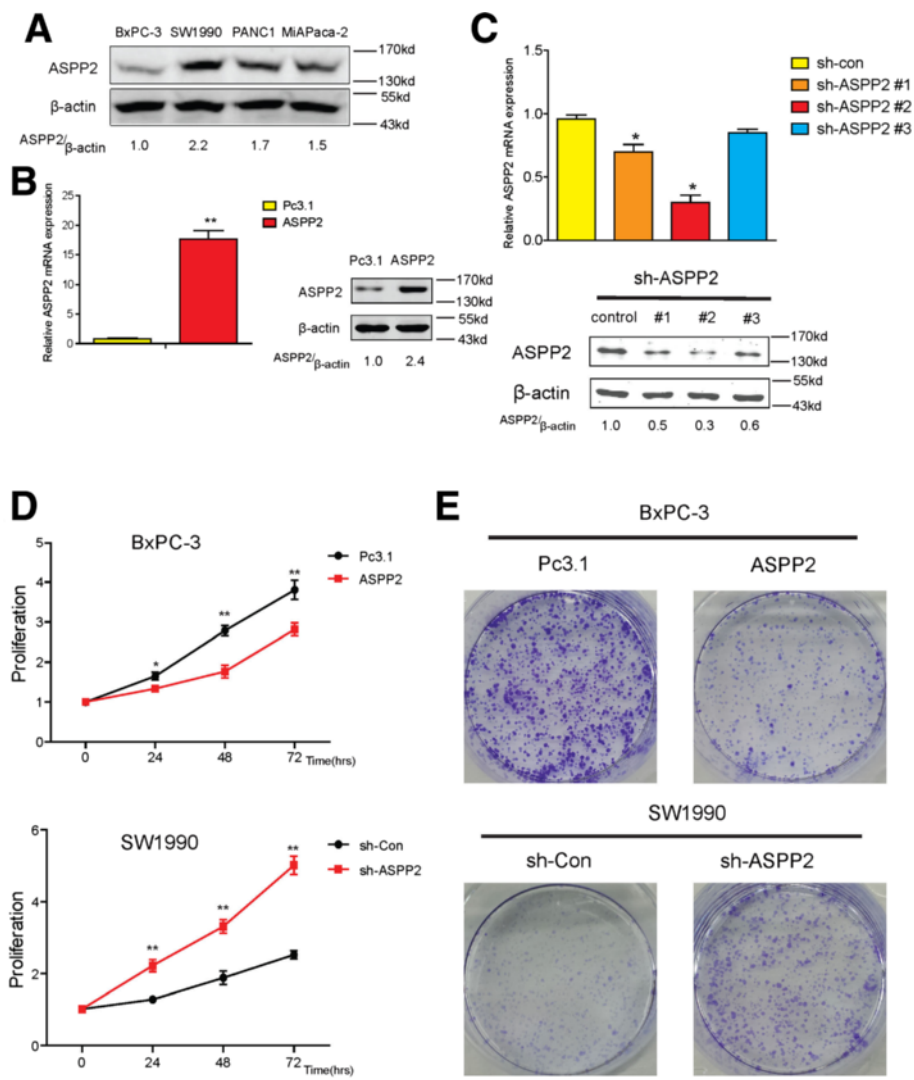 A
BxPC-3 SW1990 PANC1 MiAPaca-2
ASPP2
170kd
130kd
β-actin
55kd
43kd
ASPP2/β-actin 1.0 2.2 1.7 1.5
B
Relative ASPP2 mRNA expression
25
20
15
10
5
0
**
Pc3.1
ASPP2
Pc3.1 ASPP2
ASPP2
170kd
130kd
β-actin
55kd
43kd
ASPP2/β-actin 1.0 2.4
C
Relative ASPP2 mRNA expression
1.5
1.0
0.5
0.0
*
*
sh-con
sh-ASPP2 #1
sh-ASPP2 #2
sh-ASPP2 #3
sh-ASPP2
control #1 #2 #3
ASPP2
170kd
130kd
β-actin
55kd
43kd
ASPP2/β-actin 1.0 0.5 0.3 0.6
D
BxPC-3
Proliferation
5
4
3
2
1
0
* ** **
Pc3.1
ASPP2
0 24 48 72 Time(hrs)
SW1990
Proliferation
6
4
2
0
** ** **
sh-Con
sh-ASPP2
0 24 48 72 Time(hrs)
E
BxPC-3
Pc3.1 ASPP2
SW1990
sh-Con sh-ASPP2